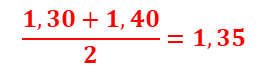 1,30 + 1,40
2
= 1,35